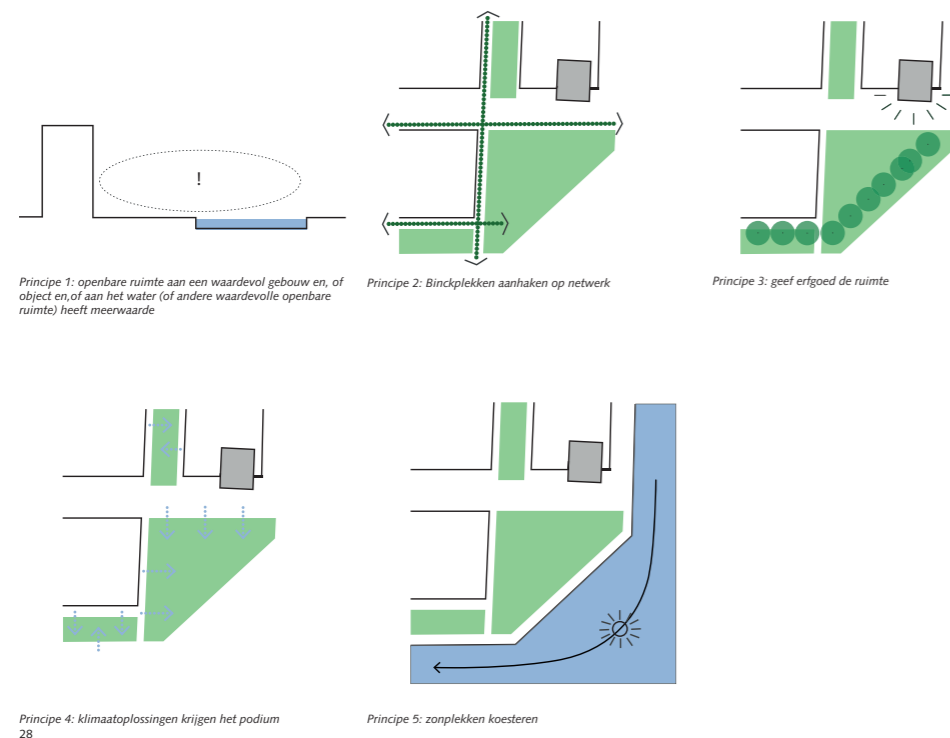 !
Principe 1: openbare ruimte aan een waardevol gebouw en, of
object en,of aan het water (of andere waardevolle openbare
ruimte) heeft meerwaarde
Principe 2: Binckplekken aanhaken op netwerk
Principe 3: geef erfgoed de ruimte
Principe 4: klimaatoplossingen krijgen het podium
Principe 5: zonplekken koesteren
28